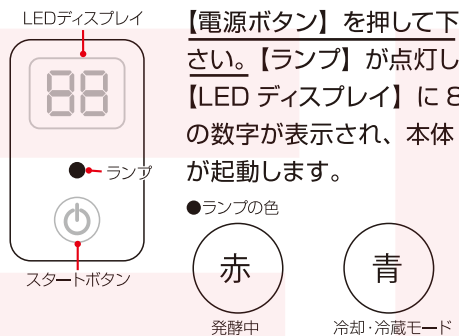 LEDディスプレイ
88
ランプ
スタートボタン
【電源ボタン】を押して下
さい。【ランプ】が点灯し
【LED ディスプレイ】に 8
の数字が表示され、本体
が起動します。
●ランプの色
赤
青
発酵中
冷却・冷蔵モード